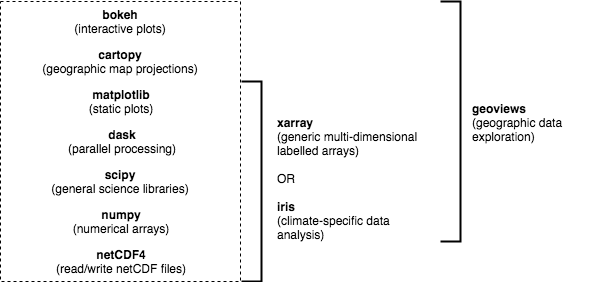 bokeh
(interactive plots)
cartopy
(geographic map projections)
matplotlib
(static plots)
dask
(parallel processing)
scipy
(general science libraries)
numpy
(numerical arrays)
netCDF4
(read/write netCDF files)
xarray
(generic multi-dimensional
labelled arrays)
OR
iris
(climate-specific data
analysis)
geoviews
(geographic data
exploration)